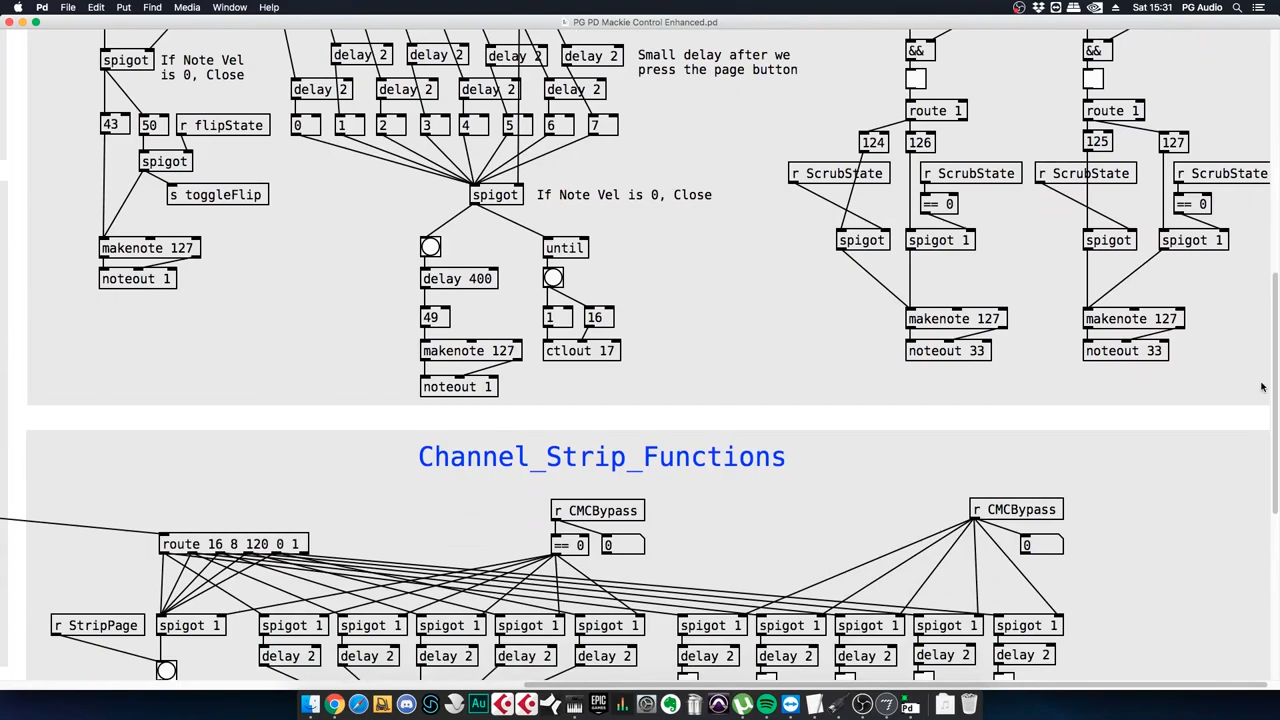 Pd File Edit Find Media Window Help
Sat 15:31 PG Audio
PG PD Mackie Control Enhanced.pd
spigot
If Note Vel
is 0, Close
delay 2 delay 2 delay 2 delay 2
Small delay after we
press the page button
&& &&
delay 2 delay 2 delay 2 delay 2
route 1 route 1
43 50 r flipState
0 1 2 3 4 5 6 7
124 126 125 127
spigot
r ScrubState r ScrubState r ScrubState r ScrubState
s toggleFlip
spigot If Note Vel is 0, Close
== 0 == 0
makenote 127
until
spigot spigot 1 spigot spigot 1
noteout 1
delay 400
49 1 16
makenote 127 makenote 127
makenote 127 ctlout 17
noteout 33 noteout 33
noteout 1
Channel_Strip_Functions
r CMCBypass r CMCBypass
route 16 8 120 0 1 == 0 0 0
r StripPage spigot 1 spigot 1 spigot 1 spigot 1 spigot 1 spigot 1 spigot 1 spigot 1 spigot 1 spigot 1 spigot 1
delay 2 delay 2 delay 2 delay 2 delay 2 delay 2 delay 2 delay 2 delay 2 delay 2
Au EPIC GAMES Pd